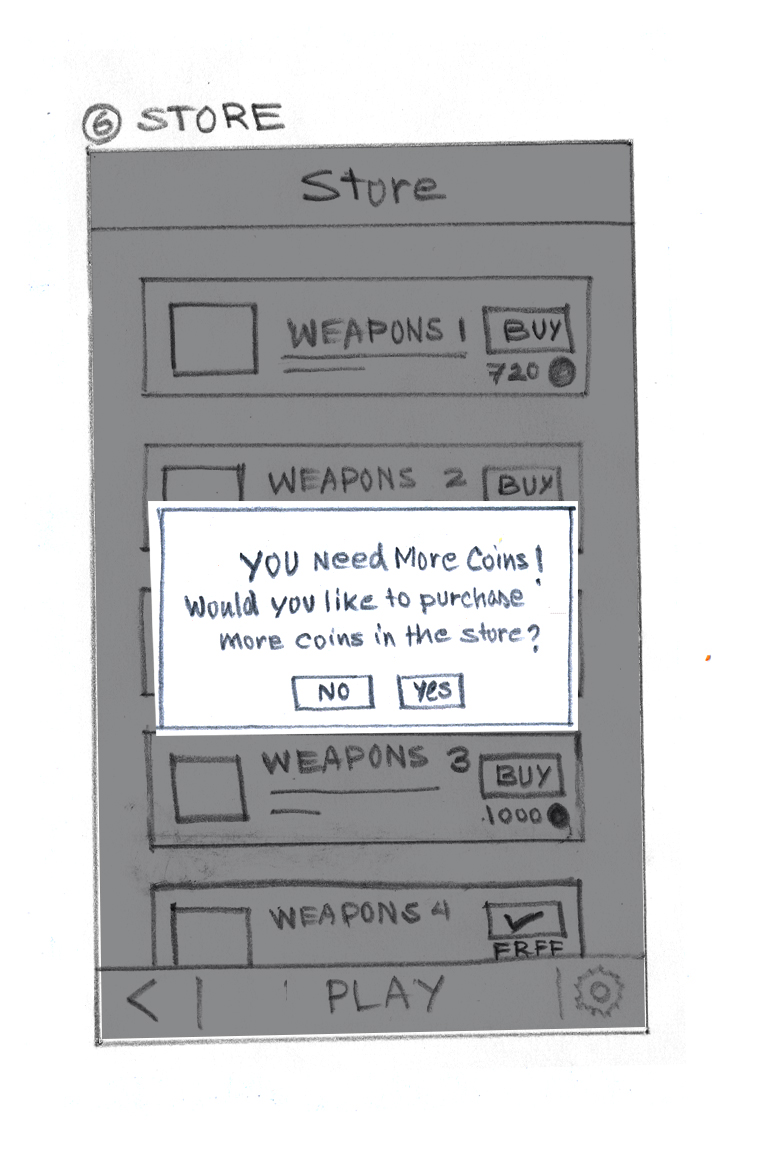 6 STORE
Store
WEAPONS 1 BUY
720
WEAPONS 2 BUY
YOU Need More Coins!
Would you like to purchase
more coins in the store?
NO Yes
WEAPONS 3 BUY
1000
WEAPONS 4
FREE
< PLAY